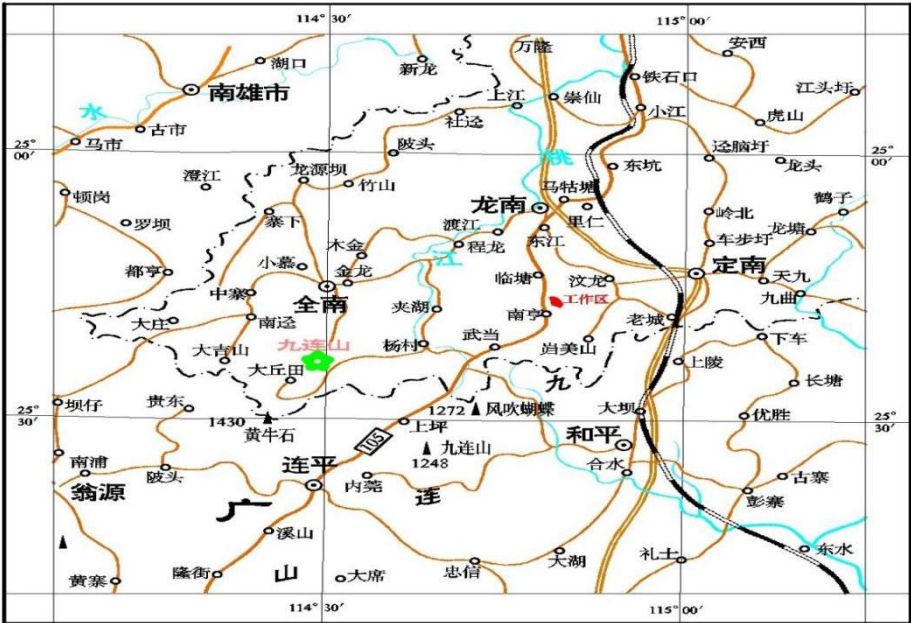 114° 30′
115° 00′
湖口
新龙
万隆
安西
铁石口
南雄市
上江
崇仙
江头圩
水
社迳
小江
古市
虎山
马市
陂头
25°
00′
25°
00′
桃
迳脑圩
龙头
澄江
龙源坝
竹山
东坑
顿岗
马牯塘
鹤子
龙南
里仁
罗坝
寨下
渡江
岭北
龙塘
木金
程龙
东江
车步圩
江
都亨
小慕
金龙
临塘
汶龙
定南
天九
中寨
全南
夹湖
工作区
九曲
大庄
南迳
南亨
老城
九连山
杨村
武当
岿美山
下车
大吉山
大丘田
九
上陵
长塘
坝仔
贵东
1272
风吹蝴蝶
大坝
优胜
25°
30′
1430
黄牛石
上坪
25°
30′
105
九连山
1248
和平
南浦
陂头
连平
内莞
合水
古寨
翁源
连
彭寨
广
溪山
东水
黄寨
隆街
山
大席
忠信
大湖
礼士
114° 30′
115° 00′